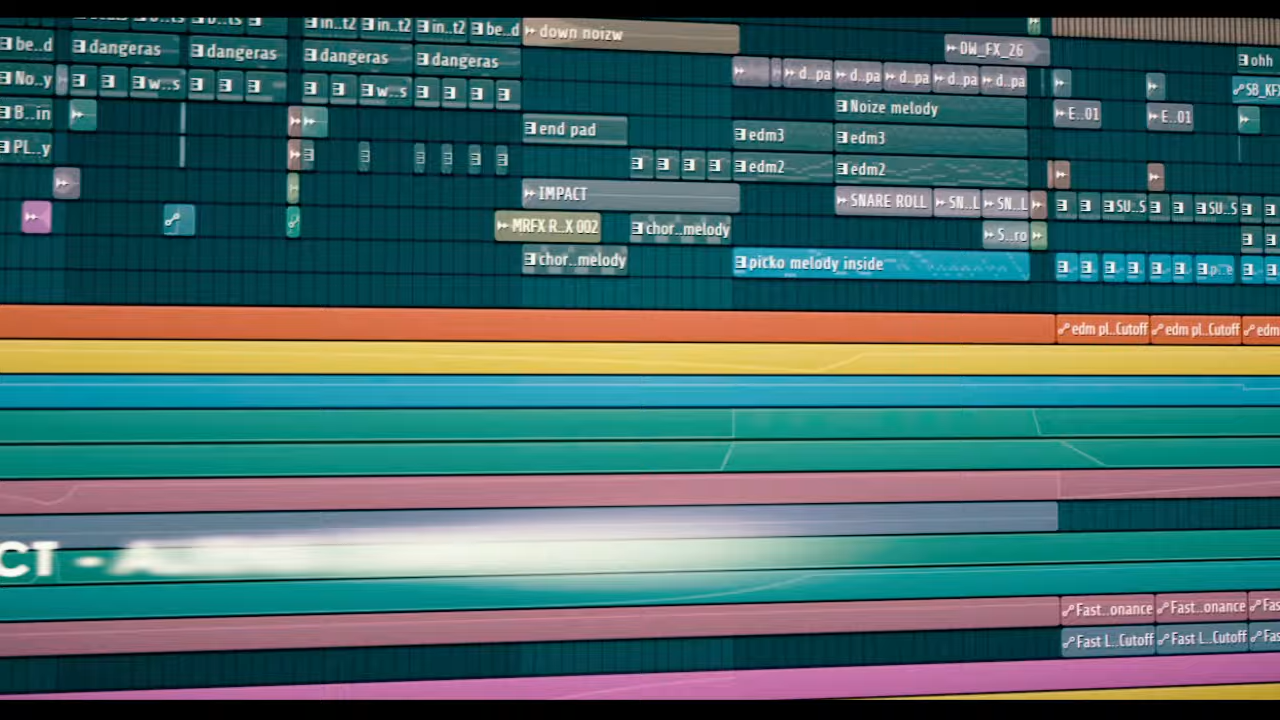 in..t2 in..t2 in..t2 be..d down noizw
be..d dangeras dangeras dangeras dangeras DW_FX_26 ohh
No..y w..s w..s d..pa d..pa d..pa d..pa d..pa
B..in Noize melody E..01 E..01
end pad edm3 edm3
PL..y edm2 edm2
IMPACT SNARE ROLL SN..L SN..L SU..S SU..S
MRFX R..X 002 chor..melody S..ro
chor..melody picko melody inside
edm pl..Cutoff edm pl..Cutoff edm
CT - A
Fast..onance Fast..onance Fas
Fast L..Cutoff Fast L..Cutoff Fas